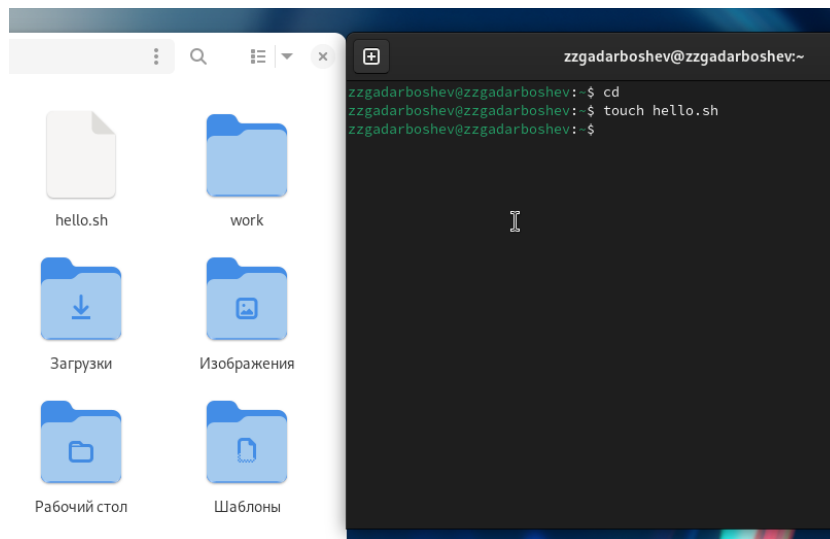 zzgadarboshev@zzgadarboshev:~
zzgadarboshev@zzgadarboshev:~$ cd
zzgadarboshev@zzgadarboshev:~$ touch hello.sh
zzgadarboshev@zzgadarboshev:~$
hello.sh
work
Загрузки
Изображения
Рабочий стол
Шаблоны